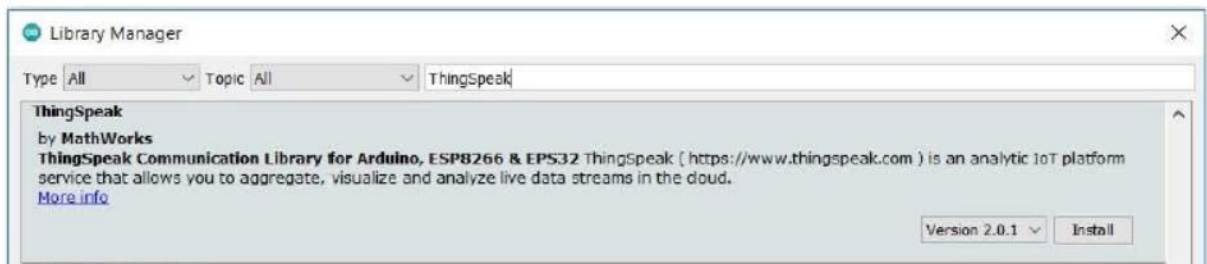 Library Manager
Type All Topic All ThingSpeak
ThingSpeak
by MathWorks
ThingSpeak Communication Library for Arduino, ESP8266 & EPS32 ThingSpeak ( https://www.thingspeak.com ) is an analytic IoT platform
service that allows you to aggregate, visualize and analyze live data streams in the cloud.
More info
Version 2.0.1 Install